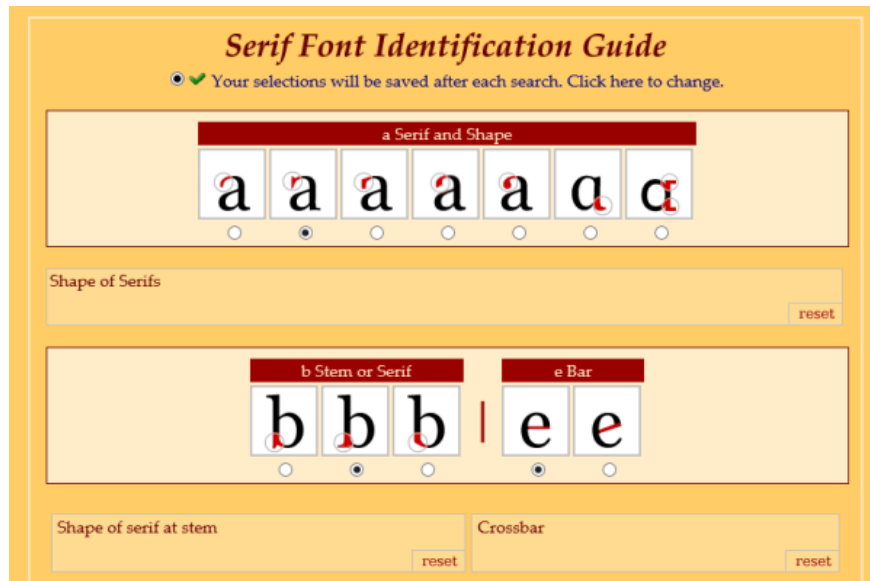 Serif Font Identification Guide
Your selections will be saved after each search. Click here to change.
a Serif and Shape
a a a a a a a
Shape of Serifs
reset
b Stem or Serif e Bar
b b b e e
Shape of serif at stem Crossbar
reset reset